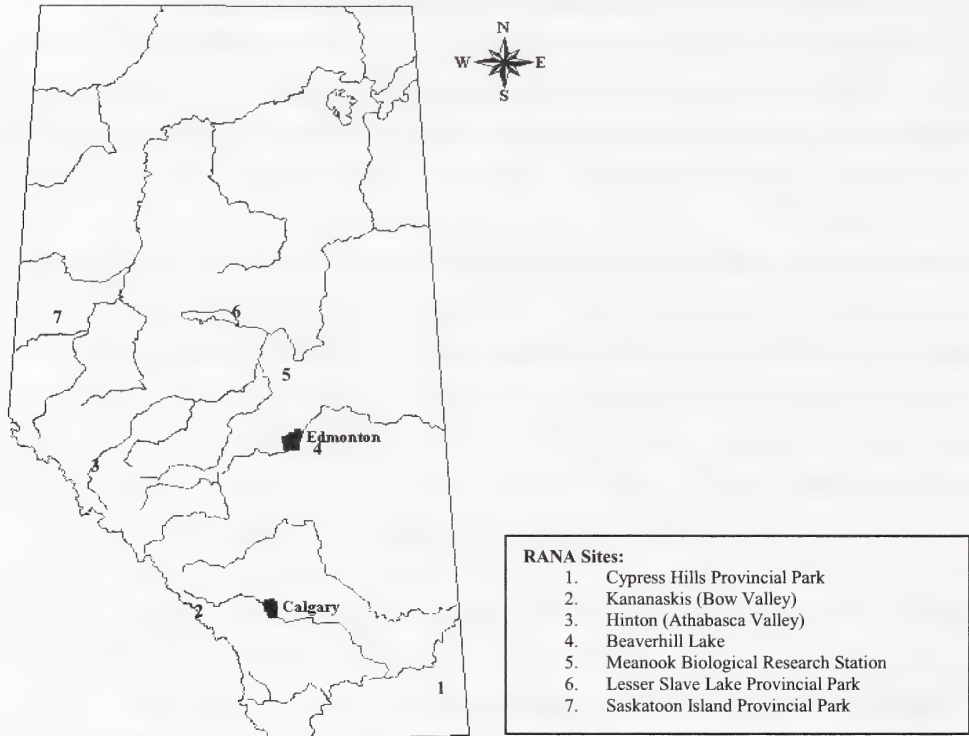 N
W E
S
7
6
5
Edmonton
4
3
2
Calgary
1
RANA Sites:
1. Cypress Hills Provincial Park
2. Kananaskis (Bow Valley)
3. Hinton (Athabasca Valley)
4. Beaverhill Lake
5. Meanook Biological Research Station
6. Lesser Slave Lake Provincial Park
7. Saskatoon Island Provincial Park